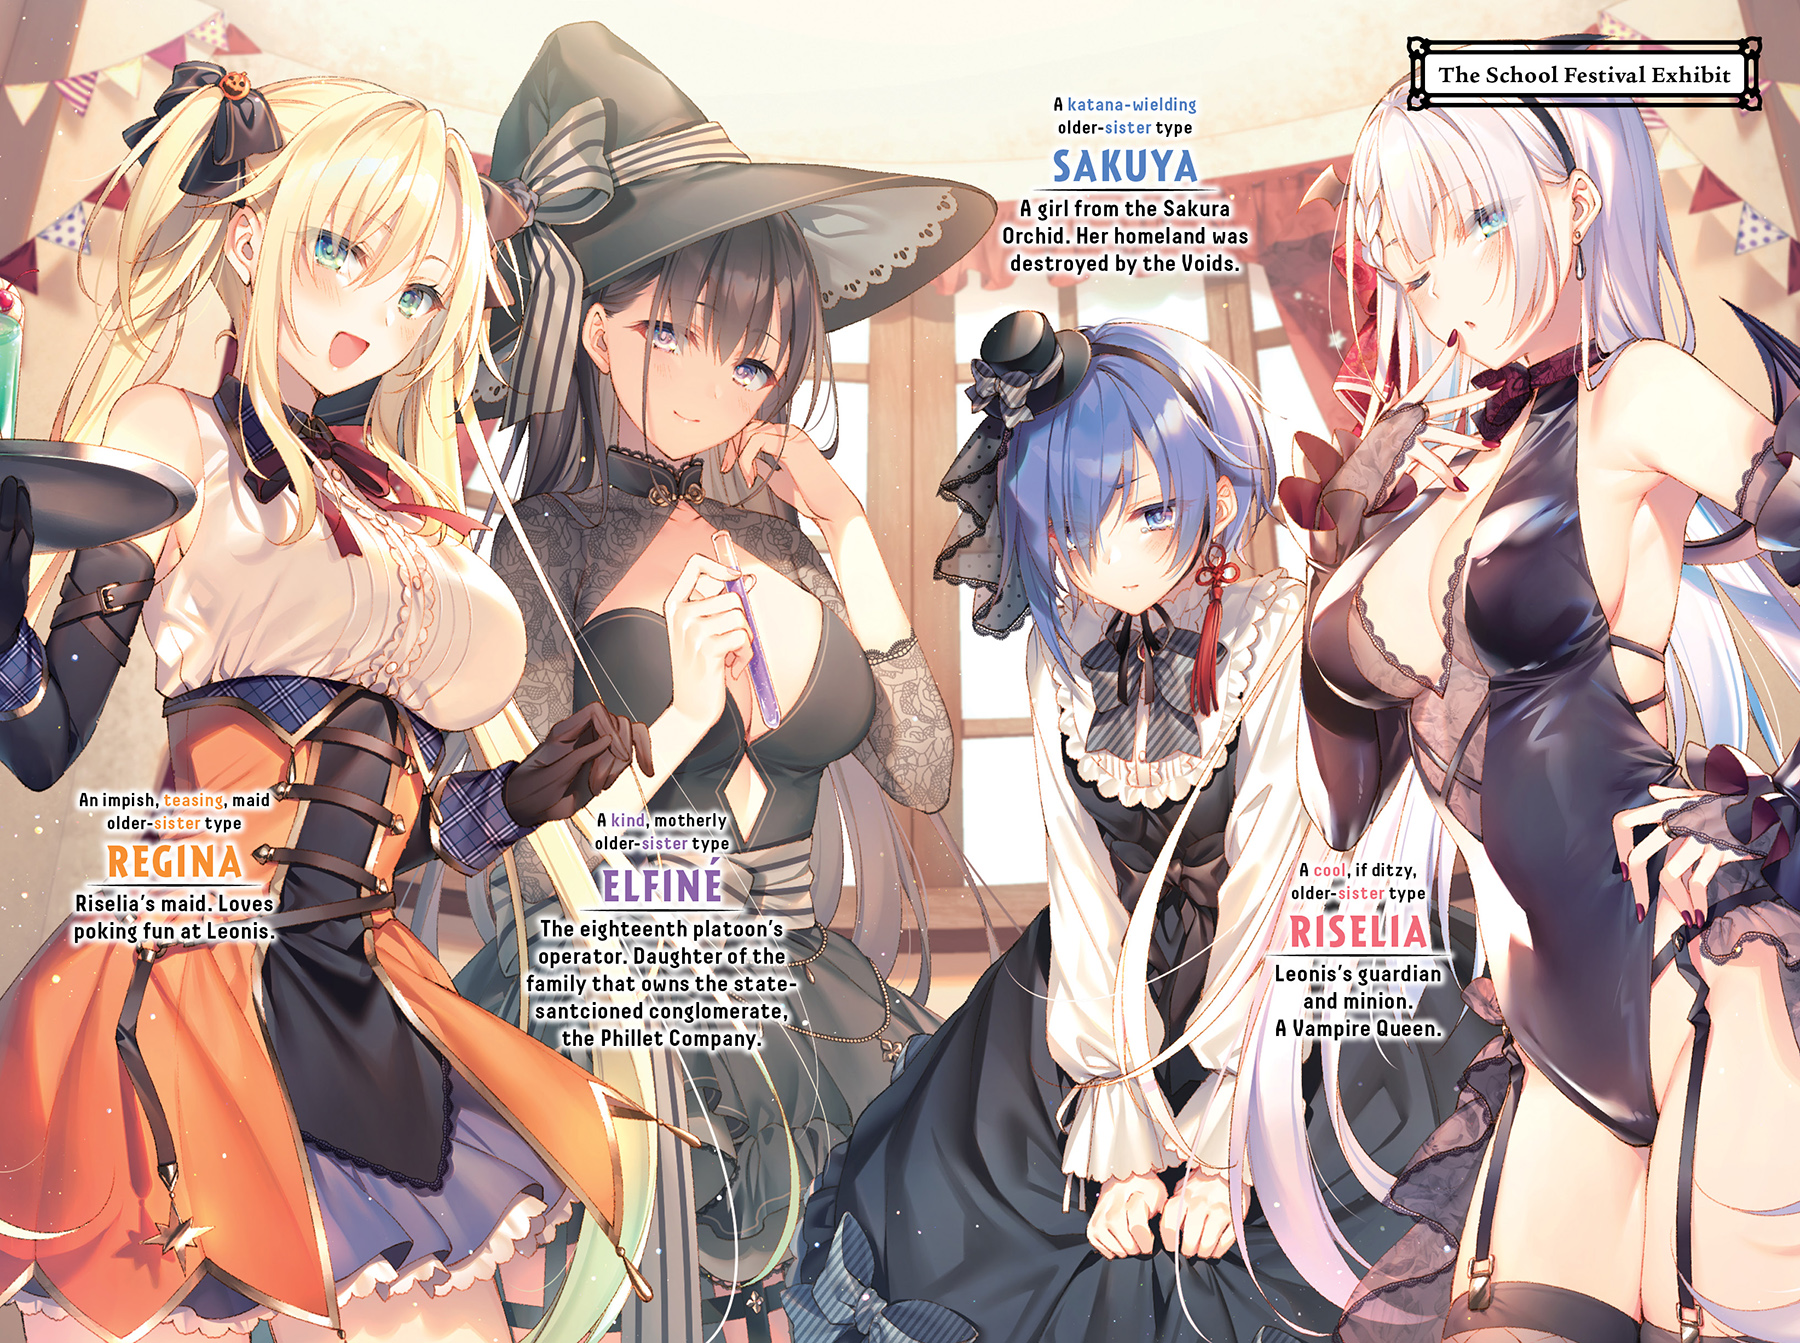 The School Festival Exhibit
A katana-wielding
older-sister type
SAKUYA
A girl from the Sakura
Orchid. Her homeland was
destroyed by the Voids.
An impish, teasing, maid
older-sister type
REGINA
Riselia's maid. Loves
poking fun at Leonis.
A kind, motherly
older-sister type
ELFINÉ
The eighteenth platoon's
operator. Daughter of the
family that owns the state-
santcioned conglomerate,
the Phillet Company.
A cool, if ditzy,
older-sister type
RISELIA
Leonis's guardian
and minion.
A Vampire Queen.